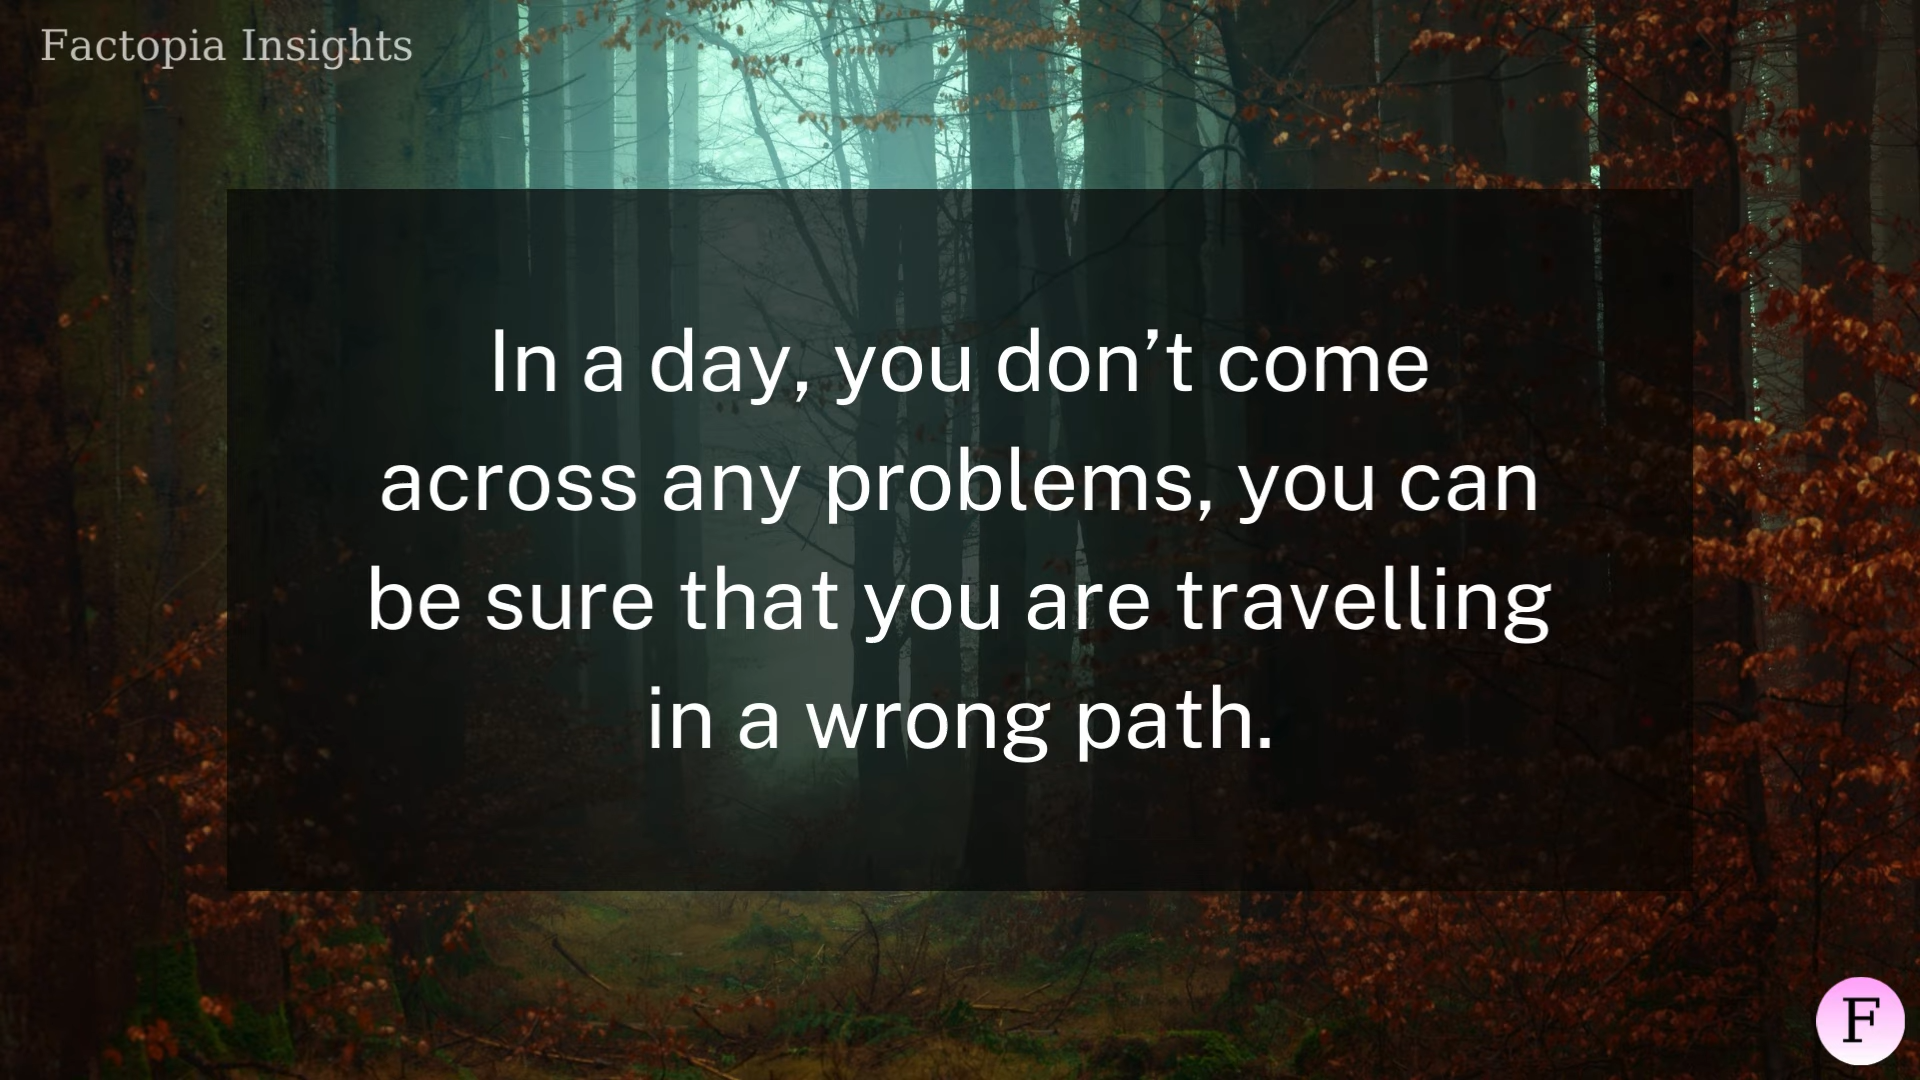 Factopia Insights
In a day, you don’t come
across any problems, you can
be sure that you are travelling
in a wrong path.
F